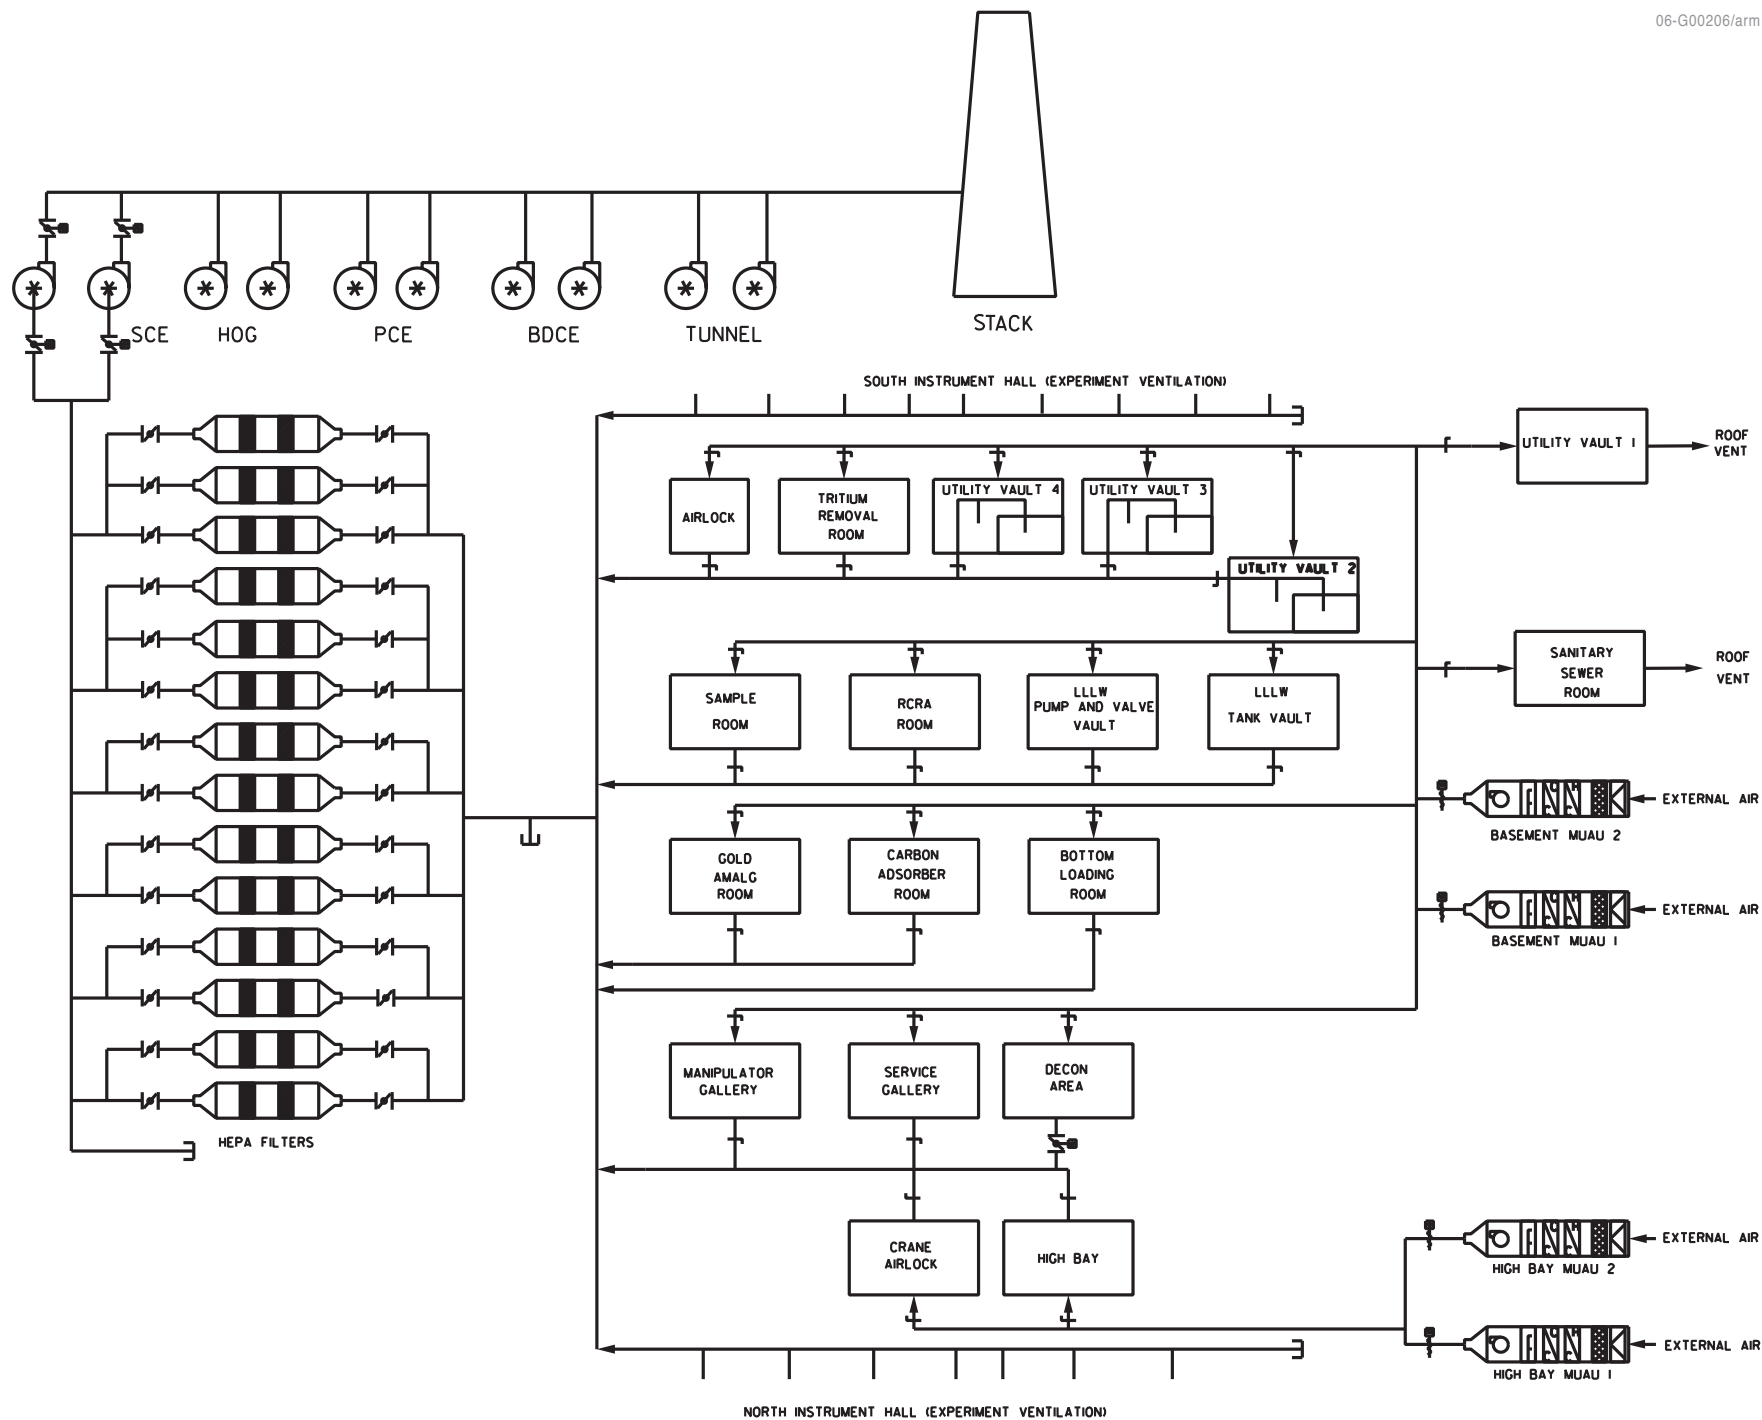 06-G00206/arm
SCE
HOG
PCE
BDCE
TUNNEL
STACK
SOUTH INSTRUMENT HALL (EXPERIMENT VENTILATION)
AIRLOCK
TRITIUM
REMOVAL
ROOM
UTILITY VAULT 4
UTILITY VAULT 3
UTILITY VAULT 2
UTILITY VAULT 1
ROOF
VENT
SAMPLE
ROOM
RCRA
ROOM
LLLW
PUMP AND VALVE
VAULT
LLLW
TANK VAULT
SANITARY
SEWER
ROOM
ROOF
VENT
GOLD
AMALG
ROOM
CARBON
ADSORBER
ROOM
BOTTOM
LOADING
ROOM
EXTERNAL AIR
BASEMENT MUAU 2
EXTERNAL AIR
BASEMENT MUAU 1
MANIPULATOR
GALLERY
SERVICE
GALLERY
DECON
AREA
HEPA FILTERS
CRANE
AIRLOCK
HIGH BAY
EXTERNAL AIR
HIGH BAY MUAU 2
EXTERNAL AIR
HIGH BAY MUAU 1
NORTH INSTRUMENT HALL (EXPERIMENT VENTILATION)